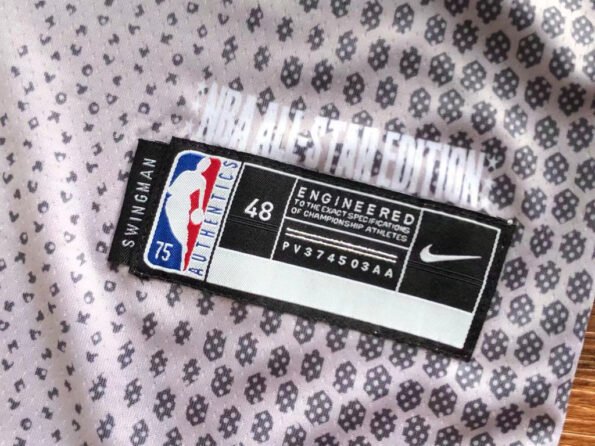 NBA ALL-STAR EDITION
SWINGMAN
75
AUTHENTICS
48
ENGINEERED
TO THE EXACT SPECIFICATIONS
OF CHAMPIONSHIP ATHLETES
PV374503AA